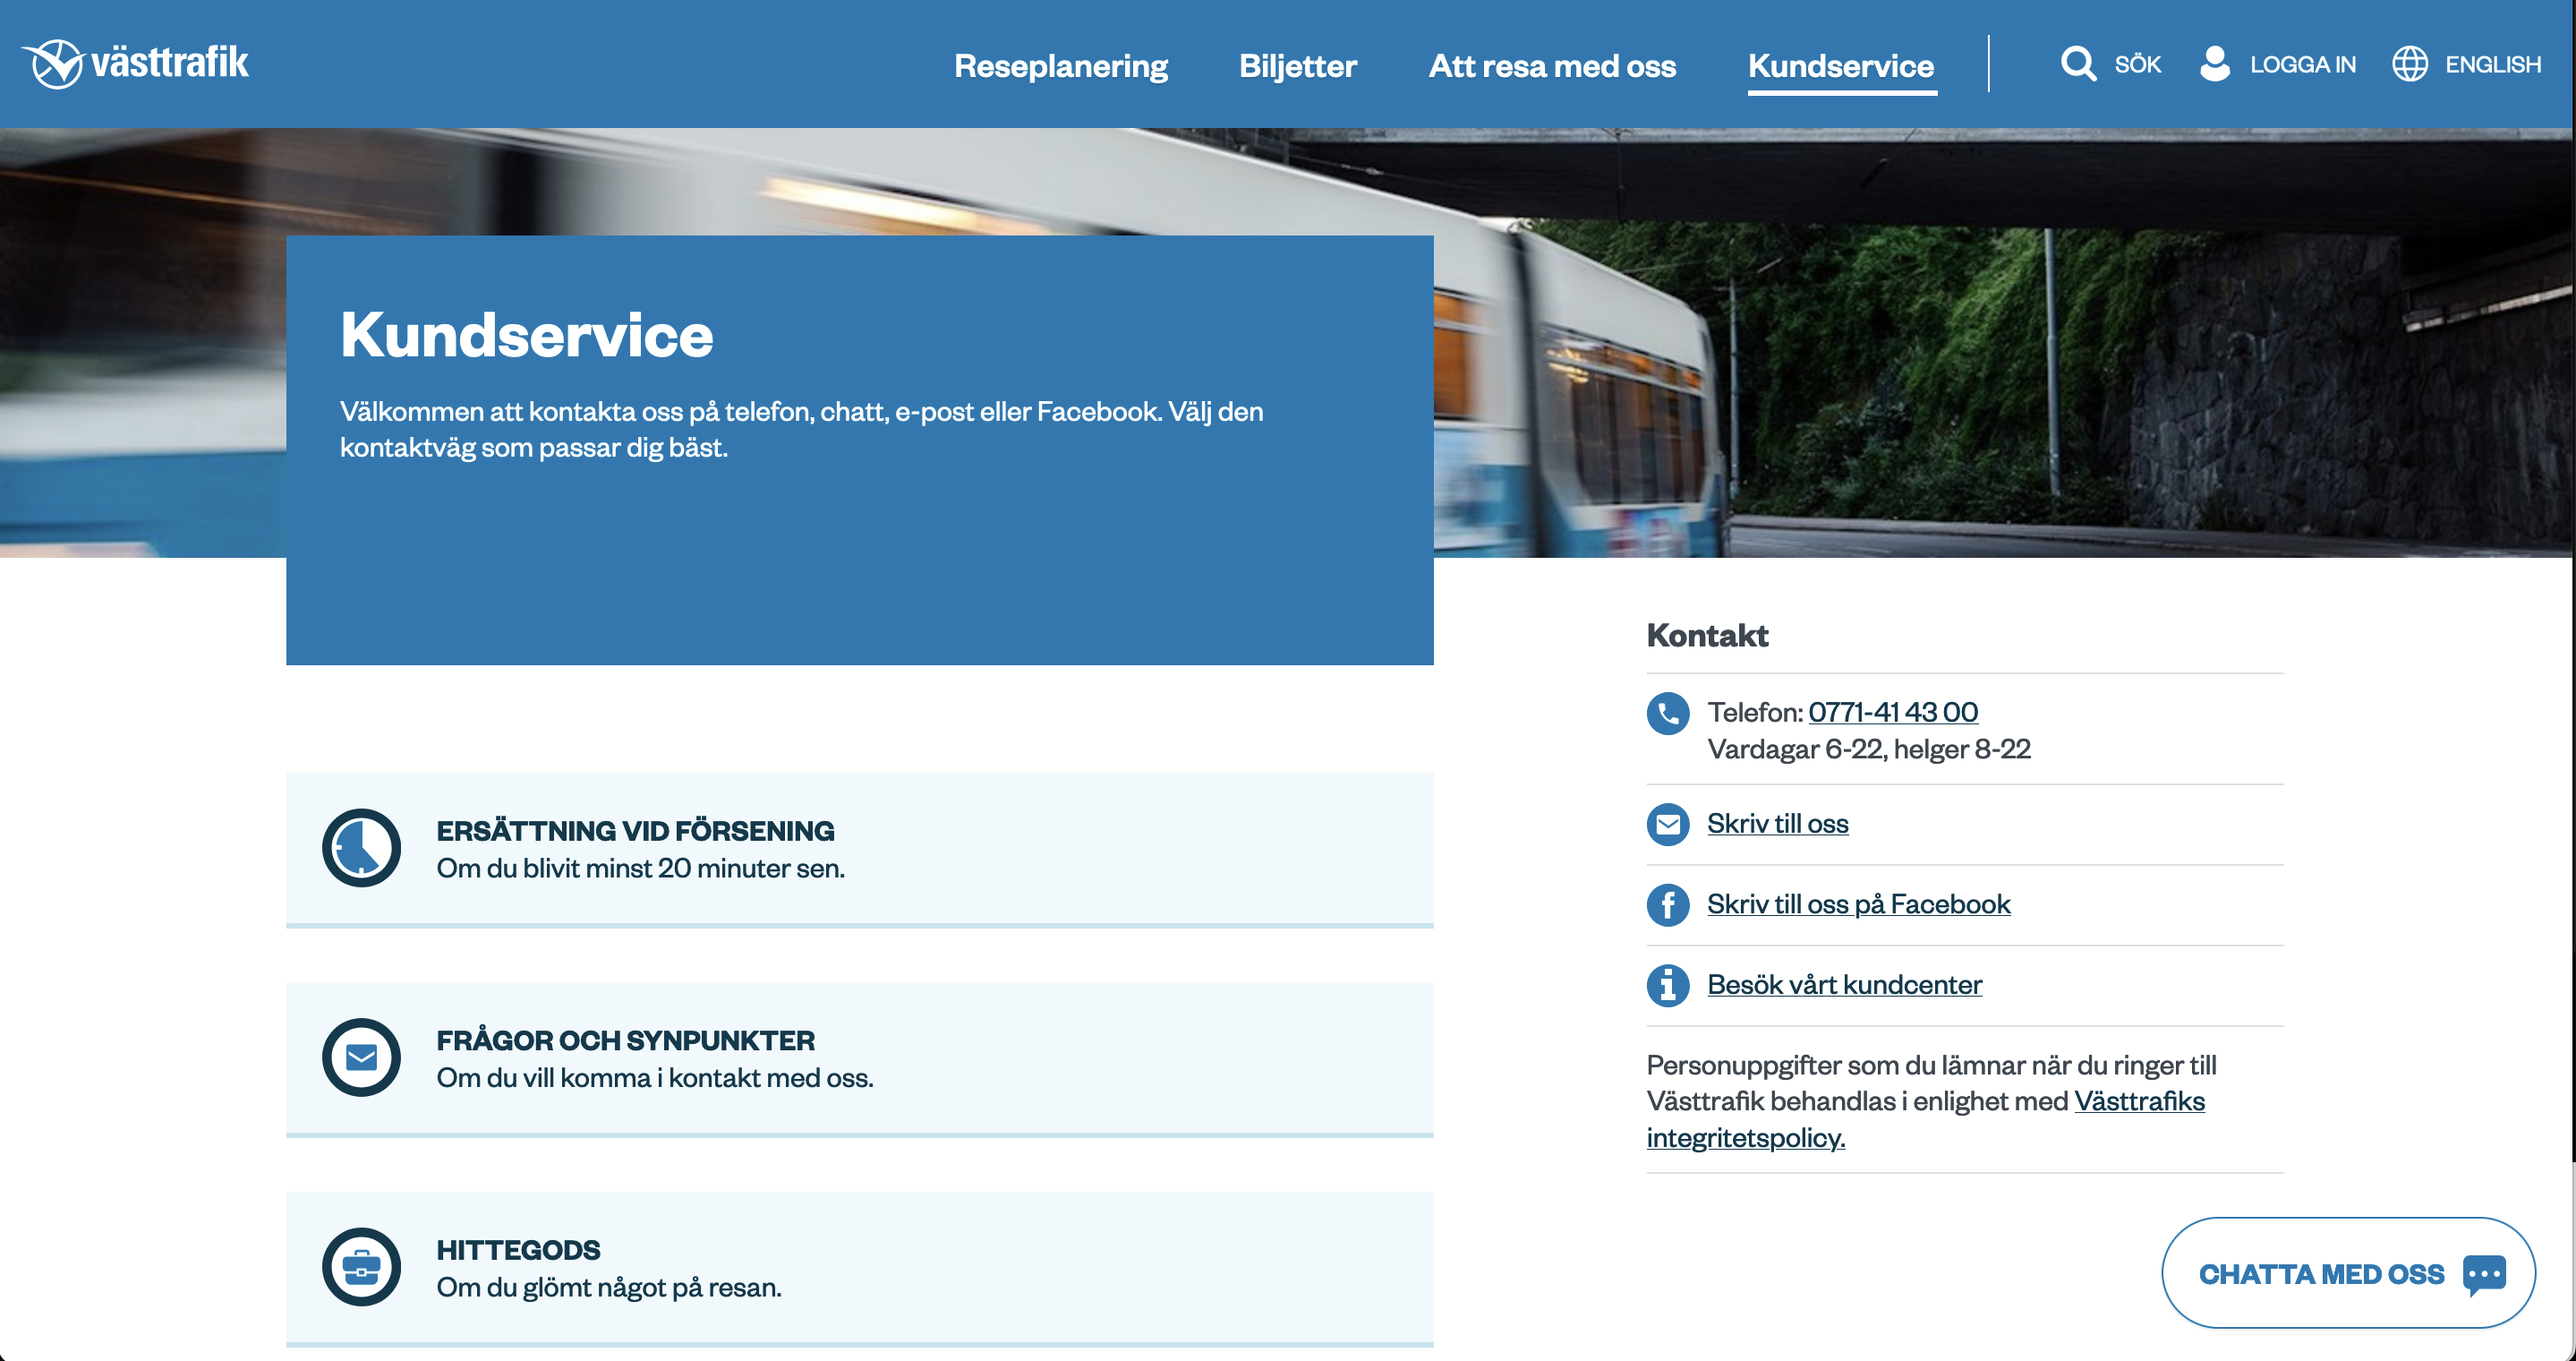 västtrafik
Reseplanering
Biljetter
Att resa med oss
Kundservice
SÖK
LOGGA IN
ENGLISH
Kundservice
Välkommen att kontakta oss på telefon, chatt, e-post eller Facebook. Välj den
kontaktväg som passar dig bäst.
ERSÄTTNING VID FÖRSENING
Om du blivit minst 20 minuter sen.
FRÅGOR OCH SYNPUNKTER
Om du vill komma i kontakt med oss.
HITTEGODS
Om du glömt något på resan.
Kontakt
Telefon: 0771-41 43 00
Vardagar 6-22, helger 8-22
Skriv till oss
Skriv till oss på Facebook
Besök vårt kundcenter
Personuppgifter som du lämnar när du ringer till
Västtrafik behandlas i enlighet med Västtrafiks
integritetspolicy.
CHATTA MED OSS